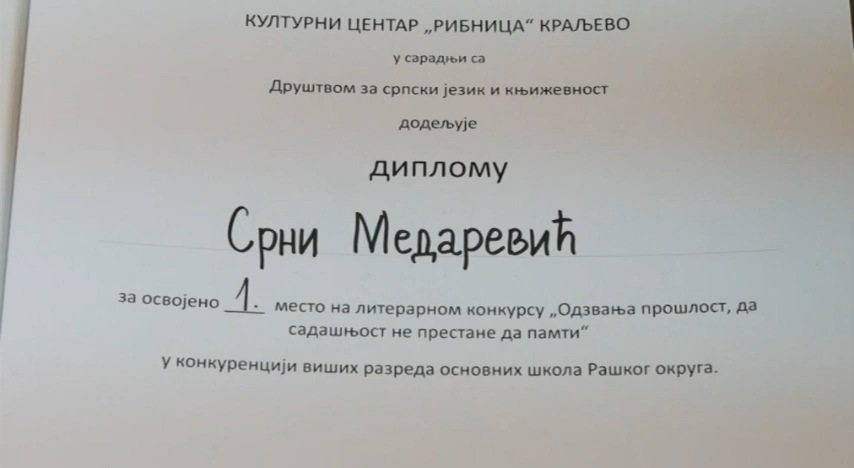 КУЛТУРНИ ЦЕНТАР „РИБНИЦА“ КРАЉЕВО
у сарадњи са
Друштвом за српски језик и књижевност
додељује
диплому
Срни Медаревић
за освојено 1. место на литерарном конкурсу „Одзвања прошлост, да
садашњост не престане да памти“
у конкуренцији виших разреда основних школа Рашког округа.